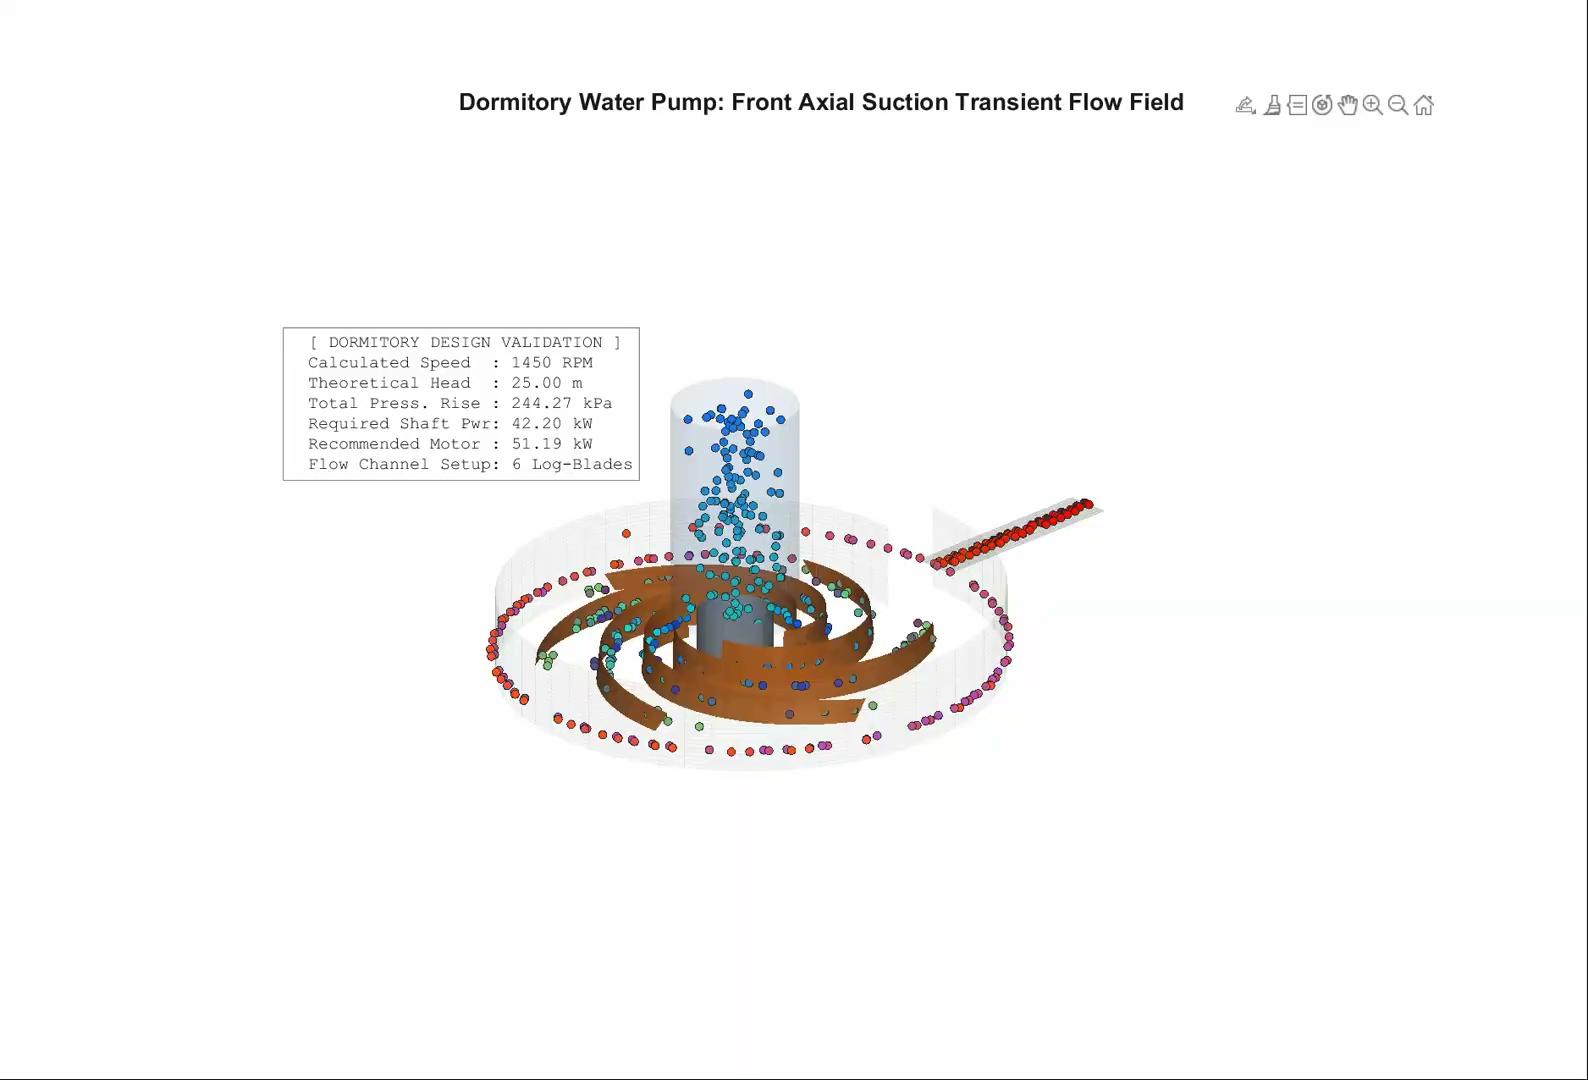 Dormitory Water Pump: Front Axial Suction Transient Flow Field
[ DORMITORY DESIGN VALIDATION ]
Calculated Speed  : 1450 RPM
Theoretical Head  : 25.00 m
Total Press. Rise : 244.27 kPa
Required Shaft Pwr: 42.20 kW
Recommended Motor : 51.19 kW
Flow Channel Setup: 6 Log-Blades